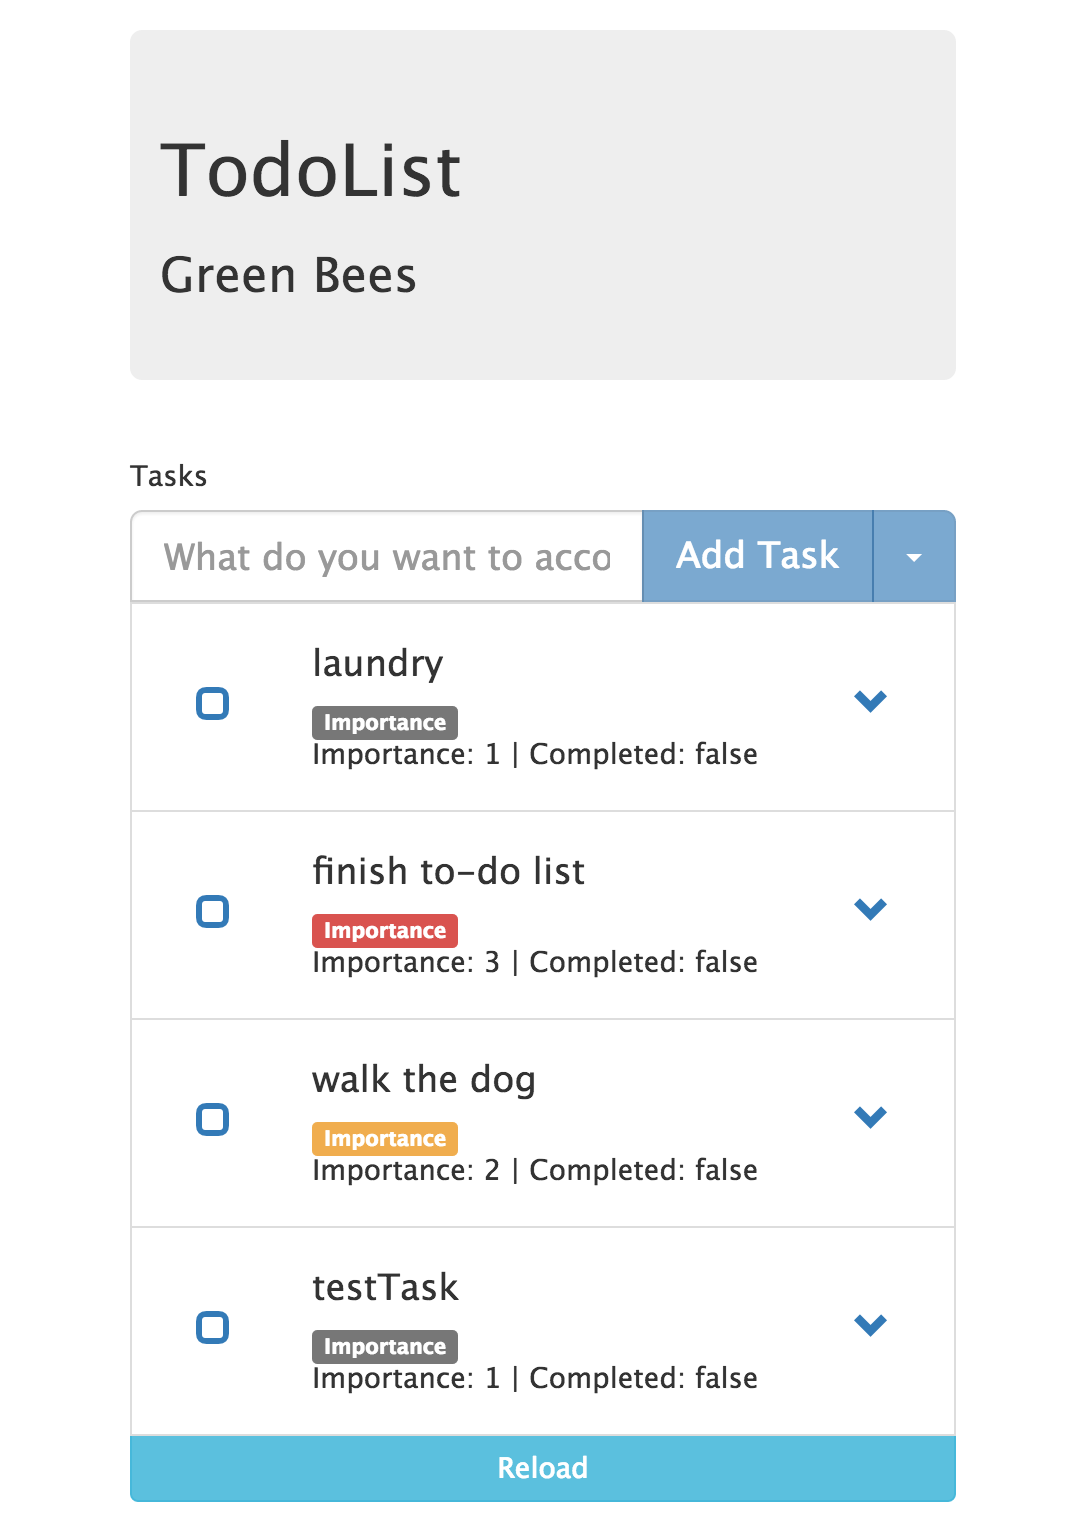 TodoList
Green Bees
Tasks
What do you want to acco
Add Task
laundry
Importance
Importance: 1 | Completed: false
finish to-do list
Importance
Importance: 3 | Completed: false
walk the dog
Importance
Importance: 2 | Completed: false
testTask
Importance
Importance: 1 | Completed: false
Reload